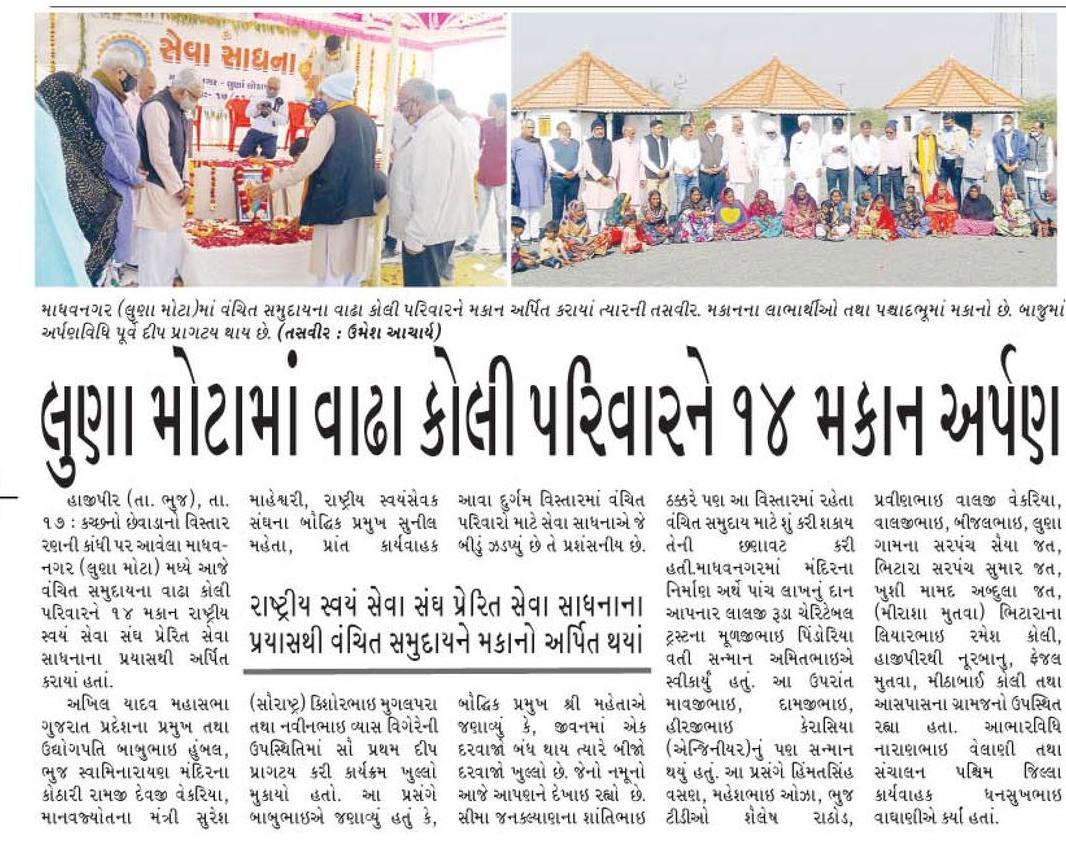 સેવા સાધના
માધવનગર (લુણા મોટા)માં વંચિત સમુદાયના વાઢા કોલી પરિવારને મકાન અર્પિત કરાયાં ત્યારની તસવીર. મકાનના લાભાર્થીઓ તથા પશ્ચાદભૂમાં મકાનો છે. બાજુમાં
અર્પણવિધિ પૂર્વે દીપ પ્રાગટય થાય છે. (તસવીર : ઉમેશ આચાર્ય)
લુણા મોટામાં વાઢા કોલી પરિવારને ૧૪ મકાન અર્પણ
હાજીપીર (તા. ભુજ), તા.
૧૭ : કચ્છનો છેવાડાનો વિસ્તાર
રણની કાંધી પર આવેલા માધવ-
નગર (લુણા મોટા) મધ્યે આજે
વંચિત સમુદાયના વાઢા કોલી
પરિવારને ૧૪ મકાન રાષ્ટ્રીય
સ્વયં સેવા સંઘ પ્રેરિત સેવા
સાધનાના પ્રયાસથી અર્પિત
કરાયાં હતાં.
અખિલ યાદવ મહાસભા
ગુજરાત પ્રદેશના પ્રમુખ તથા
ઉદ્યોગપતિ બાબુભાઇ હુંબલ,
ભુજ સ્વામિનારાયણ મંદિરના
કોઠારી રામજી દેવજી વેકરિયા,
માનવજ્યોતના મંત્રી સુરેશ
માહેશ્વરી, રાષ્ટ્રીય સ્વયંસેવક
સંઘના બૌદ્ધિક પ્રમુખ સુનીલ
મહેતા, પ્રાંત કાર્યવાહક
રાષ્ટ્રીય સ્વયં સેવા સંઘ પ્રેરિત સેવા સાધનાના
પ્રયાસથી વંચિત સમુદાયને મકાનો અર્પિત થયાં
(સૌરાષ્ટ્ર) કિશોરભાઇ મુગલપરા
તથા નવીનભાઇ વ્યાસ વિગેરેની
ઉપસ્થિતિમાં સૌ પ્રથમ દીપ
પ્રાગટય કરી કાર્યક્રમ ખુલ્લો
મુકાયો હતો. આ પ્રસંગે
બાબુભાઇએ જણાવ્યું હતું કે,
આવા દુર્ગમ વિસ્તારમાં વંચિત
પરિવારો માટે સેવા સાધનાએ જે
બીડું ઝડપ્યું છે તે પ્રશંસનીય છે.
બૌદ્ધિક પ્રમુખ શ્રી મહેતાએ
જણાવ્યું કે, જીવનમાં એક
દરવાજો બંધ થાય ત્યારે બીજો
દરવાજો ખુલ્લો છે. જેનો નમૂનો
આજે આપણને દેખાઇ રહ્યો છે.
સીમા જનકલ્યાણના શાંતિભાઇ
ઠક્કરે પણ આ વિસ્તારમાં રહેતા
વંચિત સમુદાય માટે શું કરી શકાય
તેની છણાવટ કરી
હતી.માધવનગરમાં મંદિરના
નિર્માણ અર્થે પાંચ લાખનું દાન
આપનાર લાલજી રૂડા ચેરિટેબલ
ટ્રસ્ટના મૂળજીભાઇ પિંડોરિયા
વતી સન્માન અમિતભાઇએ
સ્વીકાર્યું હતું. આ ઉપરાંત
માવજીભાઇ, દામજીભાઇ,
હીરજીભાઇ કેરાસિયા
(એન્જિનીયર)નું પણ સન્માન
થયું હતું. આ પ્રસંગે હિંમતસિંહ
વસણ, મહેશભાઇ ઓઝા, ભુજ
ટીડીઓ શૈલેષ રાઠોડ,
પ્રવીણભાઇ વાલજી વેકરિયા,
વાલજીભાઇ, બીજલભાઇ, લુણા
ગામના સરપંચ સૈયા જત,
ભિટારા સરપંચ સુમાર જત,
ખુશી મામદ અબ્દુલા જત,
(મીરાશા મુતવા) ભિટારાના
લિયારભાઇ રમેશ કોલી,
હાજીપીરથી નૂરબાનુ, ફેજલ
મુતવા, મીઠાબાઈ કોલી તથા
આસપાસના ગ્રામજનો ઉપસ્થિત
રહ્યા હતા. આભારવિધિ
નારાણભાઇ વેલાણી તથા
સંચાલન પશ્ચિમ જિલ્લા
કાર્યવાહક ધનસુખભાઇ
વાઘાણીએ કર્યાં હતાં.